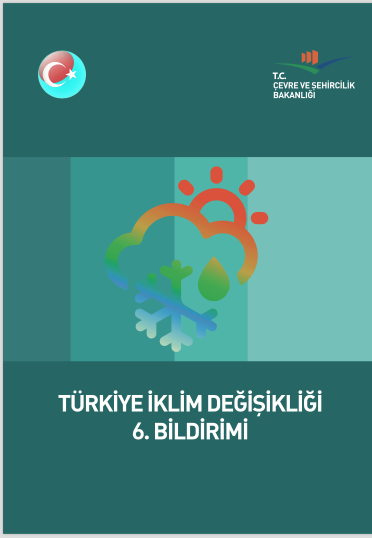 T.C.
ÇEVRE VE ŞEHİRCİLİK
BAKANLIĞI
TÜRKİYE İKLİM DEĞİŞİKLİĞİ
6. BİLDİRİMİ